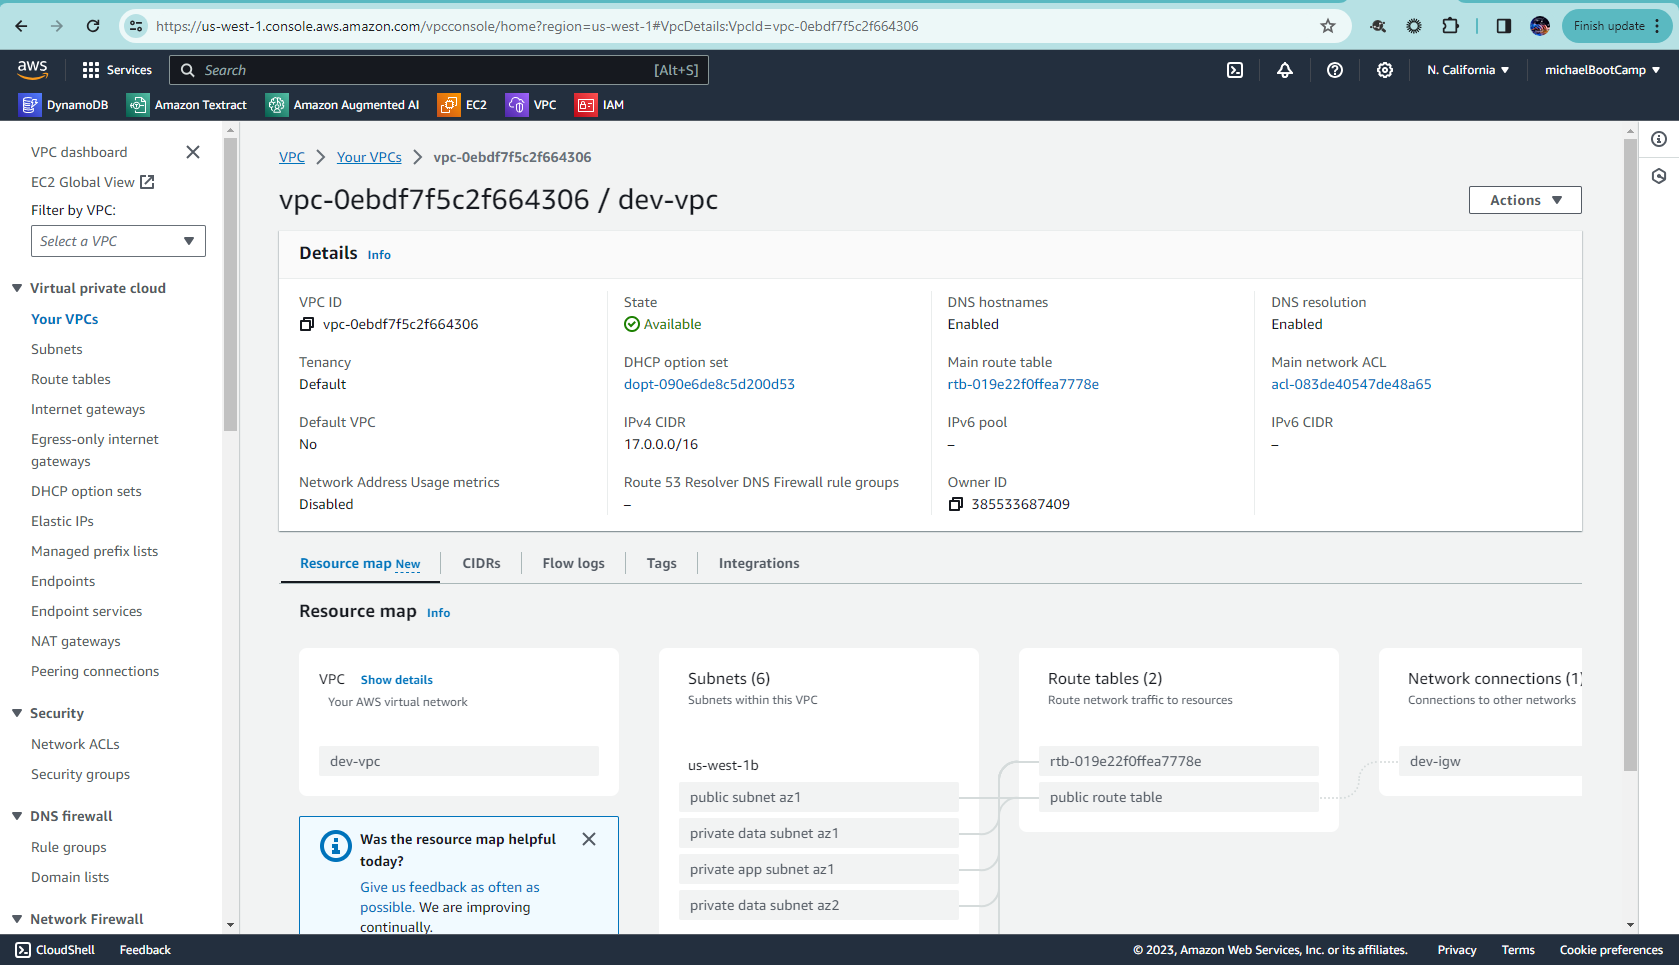 https://us-west-1.console.aws.amazon.com/vpcconsole/home?region=us-west-1#VpcDetails:VpcId=vpc-0ebdf7f5c2f664306
Finish update
aws
Services
Search
[Alt+S]
N. California
michaelBootCamp
DynamoDB
Amazon Textract
Amazon Augmented AI
EC2
VPC
IAM
VPC dashboard
EC2 Global View
Filter by VPC:
Select a VPC
Virtual private cloud
Your VPCs
Subnets
Route tables
Internet gateways
Egress-only internet
gateways
DHCP option sets
Elastic IPs
Managed prefix lists
Endpoints
Endpoint services
NAT gateways
Peering connections
Security
Network ACLs
Security groups
DNS firewall
Rule groups
Domain lists
Network Firewall
VPC
Your VPCs
vpc-0ebdf7f5c2f664306
vpc-0ebdf7f5c2f664306 / dev-vpc
Actions
Details Info
VPC ID
vpc-0ebdf7f5c2f664306
State
Available
DNS hostnames
Enabled
DNS resolution
Enabled
Tenancy
Default
DHCP option set
dopt-090e6de8c5d200d53
Main route table
rtb-019e22f0ffea7778e
Main network ACL
acl-083de40547de48a65
Default VPC
No
IPv4 CIDR
17.0.0.0/16
IPv6 pool
–
IPv6 CIDR
–
Network Address Usage metrics
Disabled
Route 53 Resolver DNS Firewall rule groups
–
Owner ID
385533687409
Resource map New
CIDRs
Flow logs
Tags
Integrations
Resource map Info
VPC Show details
Your AWS virtual network
dev-vpc
Was the resource map helpful
today?
Give us feedback as often as
possible. We are improving
continually.
Subnets (6)
Subnets within this VPC
us-west-1b
public subnet az1
private data subnet az1
private app subnet az1
private data subnet az2
Route tables (2)
Route network traffic to resources
rtb-019e22f0ffea7778e
public route table
Network connections (1)
Connections to other networks
dev-igw
CloudShell
Feedback
© 2023, Amazon Web Services, Inc. or its affiliates.
Privacy
Terms
Cookie preferences